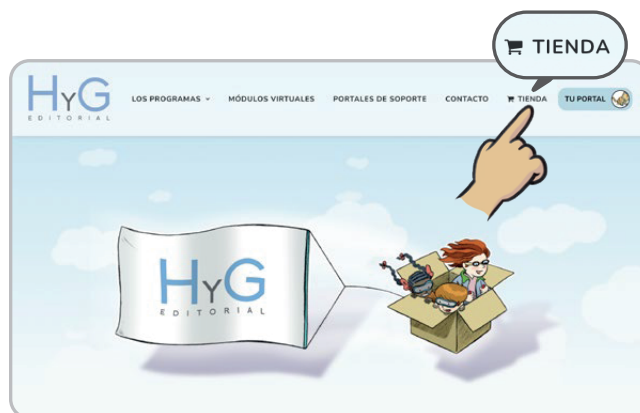 TIENDA
HYG
EDITORIAL
LOS PROGRAMAS MÓDULOS VIRTUALES PORTALES DE SOPORTE CONTACTO TIENDA TU PORTAL
HYG
EDITORIAL